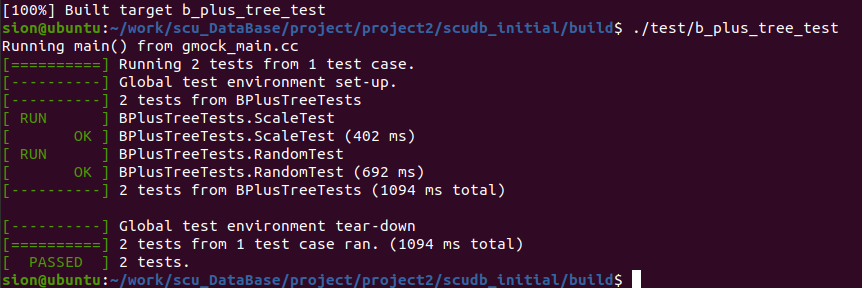 [100%] Built target b_plus_tree_test
sion@ubuntu:~/work/scu_DataBase/project/project2/scudb_initial/build$ ./test/b_plus_tree_test
Running main() from gmock_main.cc
[==========] Running 2 tests from 1 test case.
[----------] Global test environment set-up.
[----------] 2 tests from BPlusTreeTests
[ RUN      ] BPlusTreeTests.ScaleTest
[       OK ] BPlusTreeTests.ScaleTest (402 ms)
[ RUN      ] BPlusTreeTests.RandomTest
[       OK ] BPlusTreeTests.RandomTest (692 ms)
[----------] 2 tests from BPlusTreeTests (1094 ms total)

[----------] Global test environment tear-down
[==========] 2 tests from 1 test case ran. (1094 ms total)
[  PASSED  ] 2 tests.
sion@ubuntu:~/work/scu_DataBase/project/project2/scudb_initial/build$